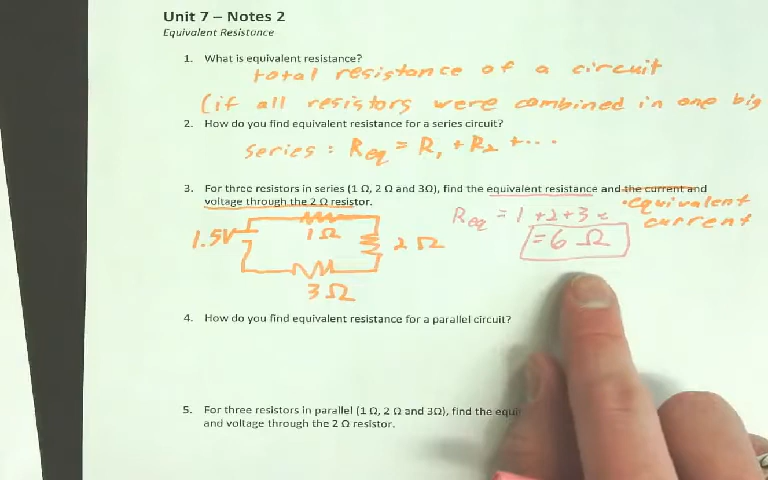 Unit 7 – Notes 2
Equivalent Resistance
1. What is equivalent resistance?
total resistance of a circuit
(if all resistors were combined in one big
2. How do you find equivalent resistance for a series circuit?
series : Req = R1 + R2 + ...
3. For three resistors in series (1 Ω, 2 Ω and 3Ω), find the equivalent resistance and the current and
voltage through the 2 Ω resistor.
•equivalent
current
Req = 1 + 2 + 3
= 6 Ω
1.5V
1Ω
2 Ω
3 Ω
4. How do you find equivalent resistance for a parallel circuit?
5. For three resistors in parallel (1 Ω, 2 Ω and 3Ω), find the equi
and voltage through the 2 Ω resistor.